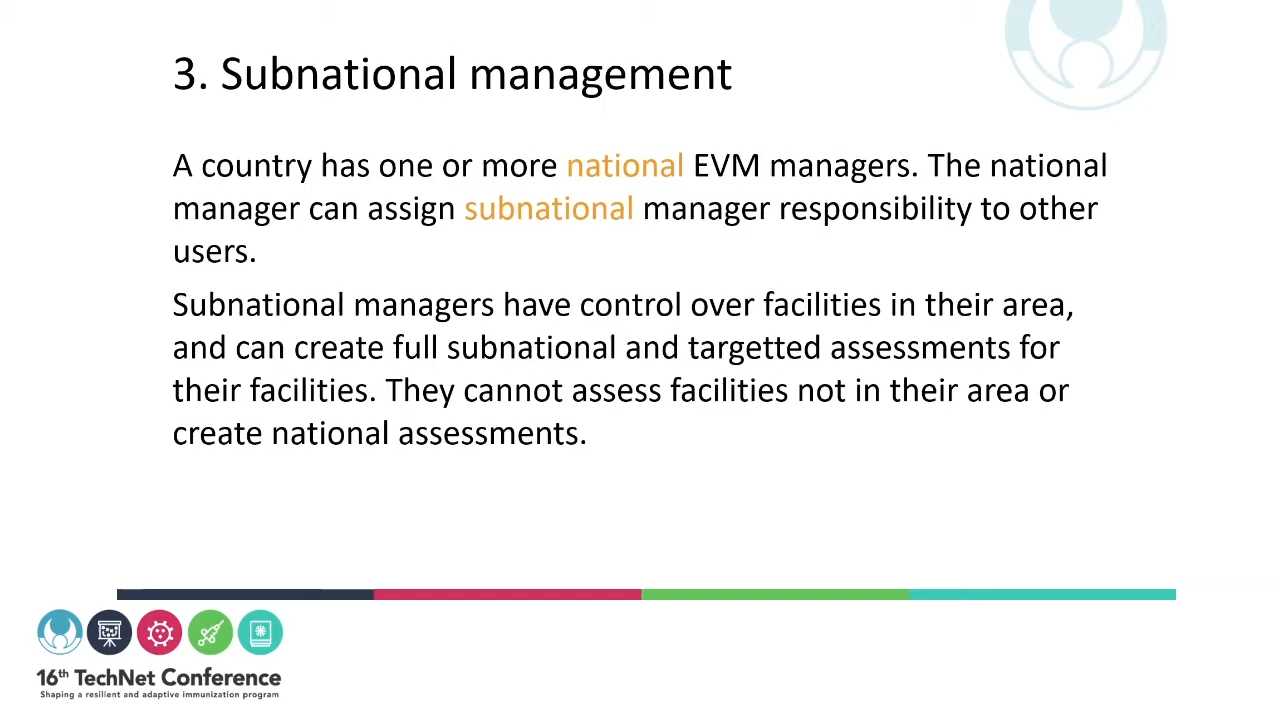 3. Subnational management
A country has one or more national EVM managers. The national
manager can assign subnational manager responsibility to other
users.
Subnational managers have control over facilities in their area,
and can create full subnational and targetted assessments for
their facilities. They cannot assess facilities not in their area or
create national assessments.
16th TechNet Conference
Shaping a resilient and adaptive immunization program